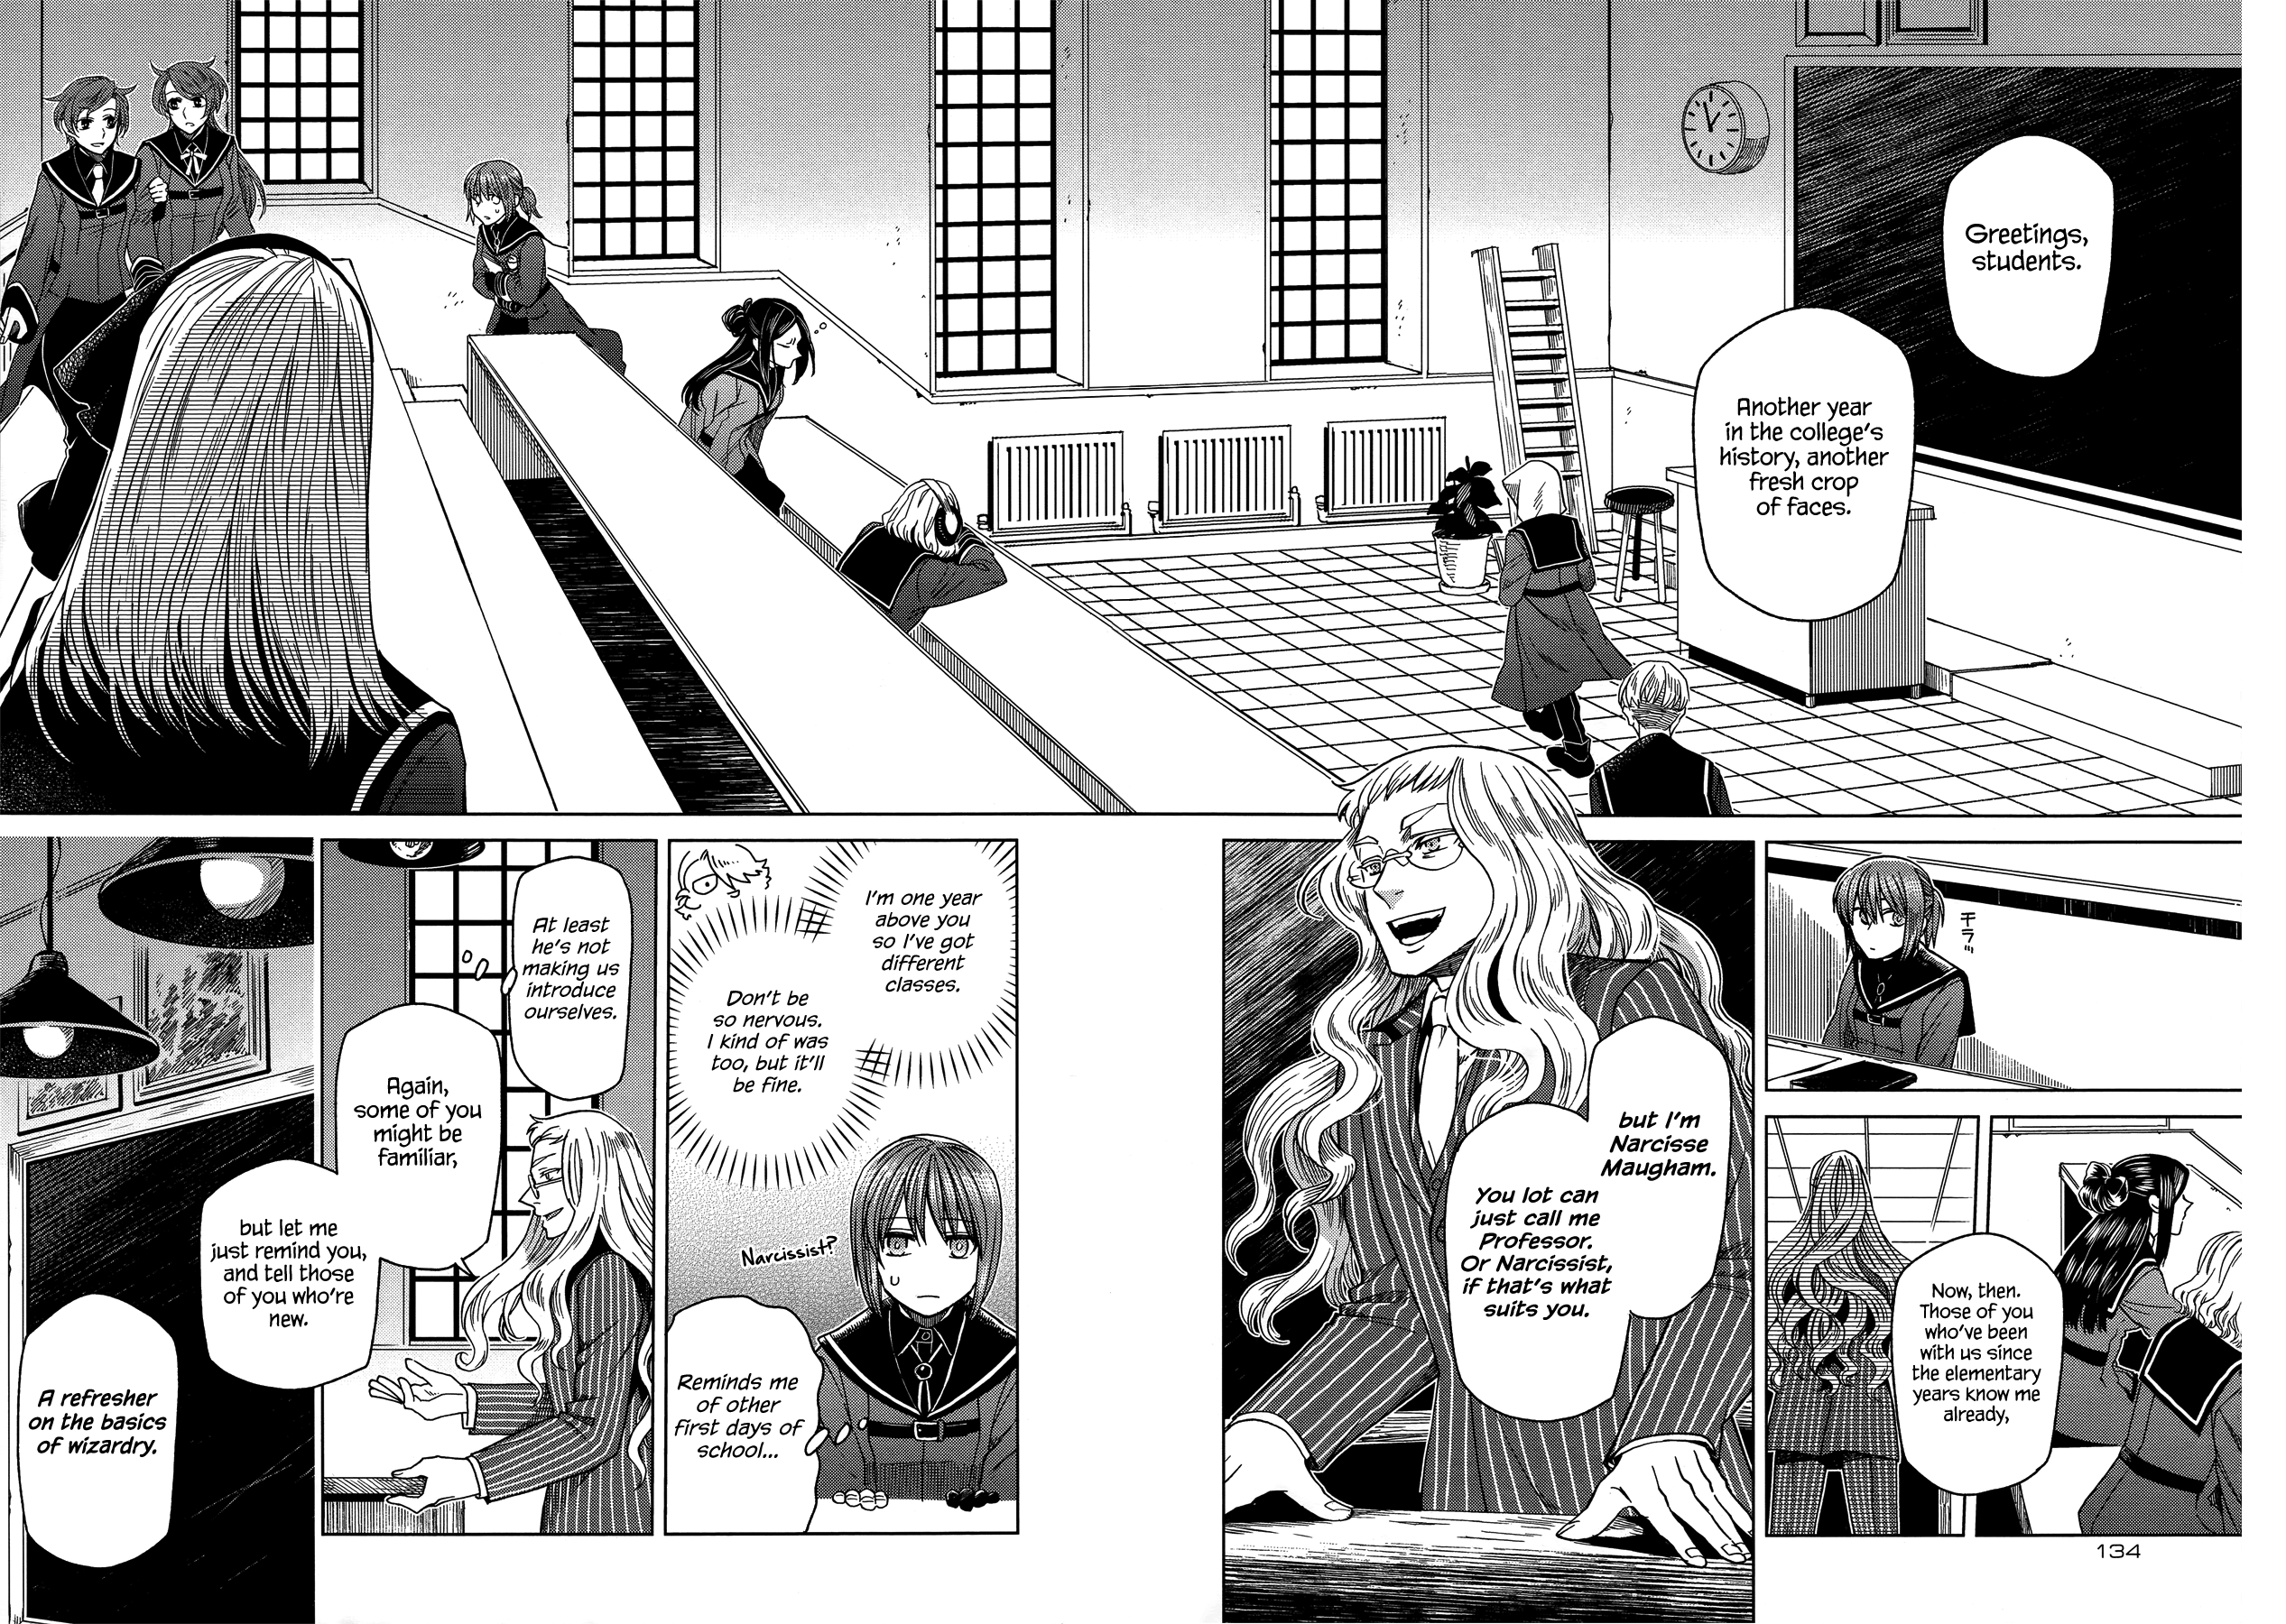 Greetings,
students.
Another year
in the college's
history, another
fresh crop
of faces.
チラッ
Now, then.
Those of you
who've been
with us since
the elementary
years know me
already,
but I'm
Narcisse
Maugham.
You lot can
just call me
Professor.
Or Narcissist,
if that's what
suits you.
134
I'm one year
above you
so I've got
different
classes.
Don't be
so nervous.
I kind of was
too, but it'll
be fine.
Narcissist?
Reminds me
of other
first days of
school...
At least
he's not
making us
introduce
ourselves.
Again,
some of you
might be
familiar,
but let me
just remind you,
and tell those
of you who're
new.
A refresher
on the basics
of wizardry.